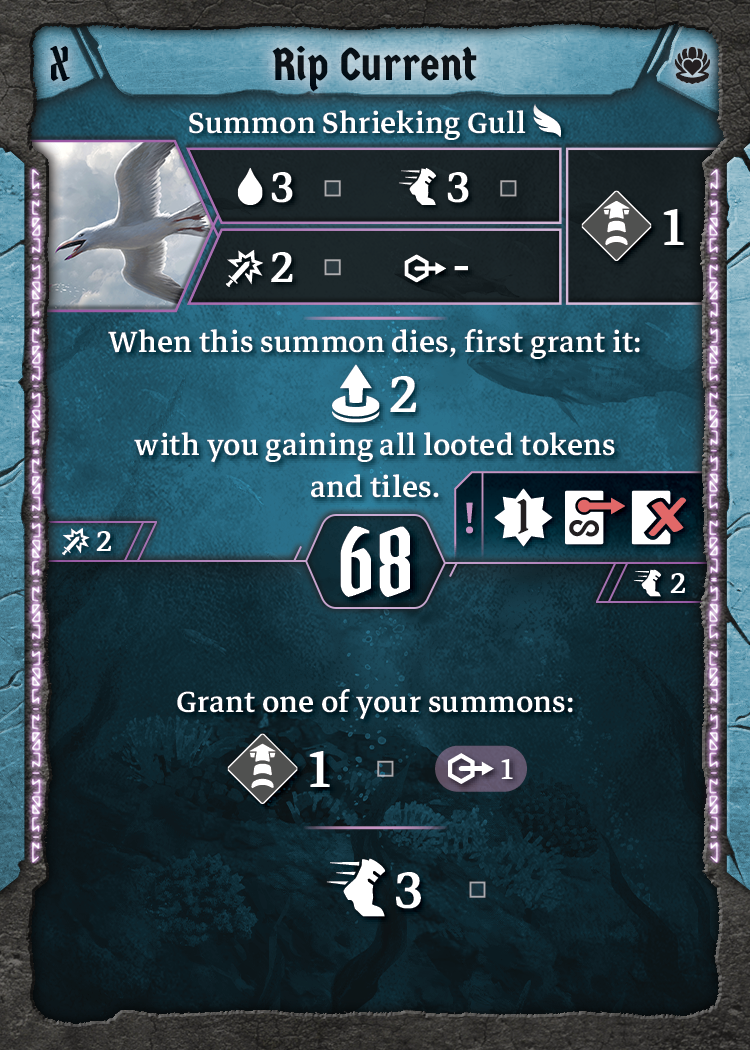 א
Rip Current
Summon Shrieking Gull
3 3
1
2 -
When this summon dies, first grant it:
2
with you gaining all looted tokens
and tiles.
! 1 S
2
68
2
Grant one of your summons:
1 1
3